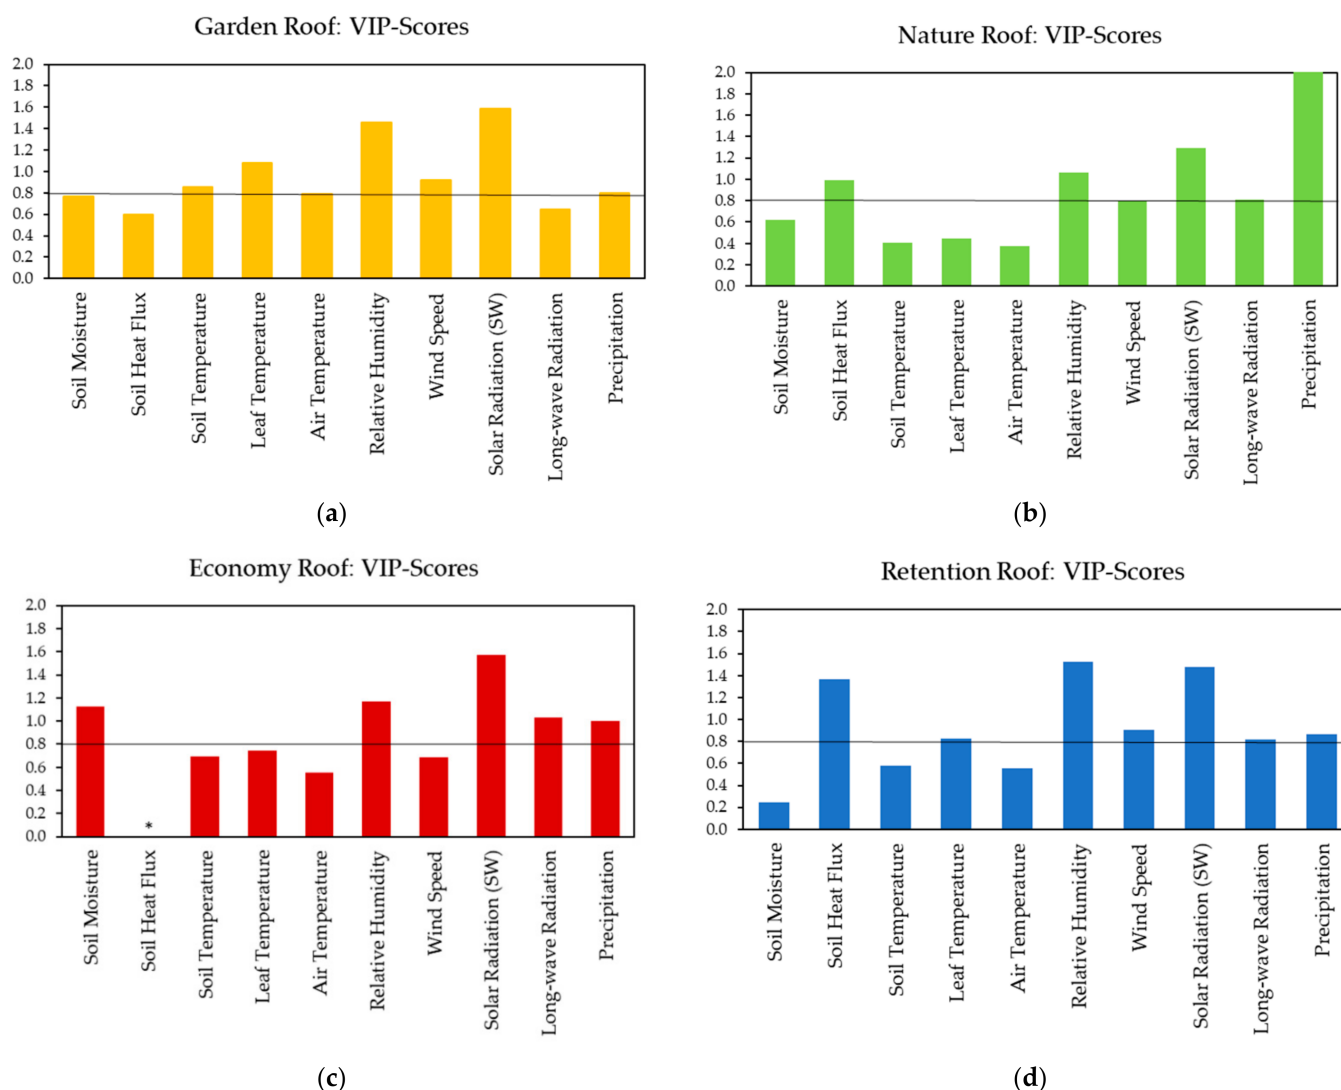 Garden Roof: VIP-Scores
2.0
1.8
1.6
1.4
1.2
1.0
0.8
0.6
0.4
0.2
0.0
Soil Moisture
Soil Heat Flux
Soil Temperature
Leaf Temperature
Air Temperature
Relative Humidity
Wind Speed
Solar Radiation (SW)
Long-wave Radiation
Precipitation
(a)
Nature Roof: VIP-Scores
2.0
1.8
1.6
1.4
1.2
1.0
0.8
0.6
0.4
0.2
0.0
Soil Moisture
Soil Heat Flux
Soil Temperature
Leaf Temperature
Air Temperature
Relative Humidity
Wind Speed
Solar Radiation (SW)
Long-wave Radiation
Precipitation
(b)
Economy Roof: VIP-Scores
2.0
1.8
1.6
1.4
1.2
1.0
0.8
0.6
0.4
0.2
0.0
*
Soil Moisture
Soil Heat Flux
Soil Temperature
Leaf Temperature
Air Temperature
Relative Humidity
Wind Speed
Solar Radiation (SW)
Long-wave Radiation
Precipitation
(c)
Retention Roof: VIP-Scores
2.0
1.8
1.6
1.4
1.2
1.0
0.8
0.6
0.4
0.2
0.0
Soil Moisture
Soil Heat Flux
Soil Temperature
Leaf Temperature
Air Temperature
Relative Humidity
Wind Speed
Solar Radiation (SW)
Long-wave Radiation
Precipitation
(d)